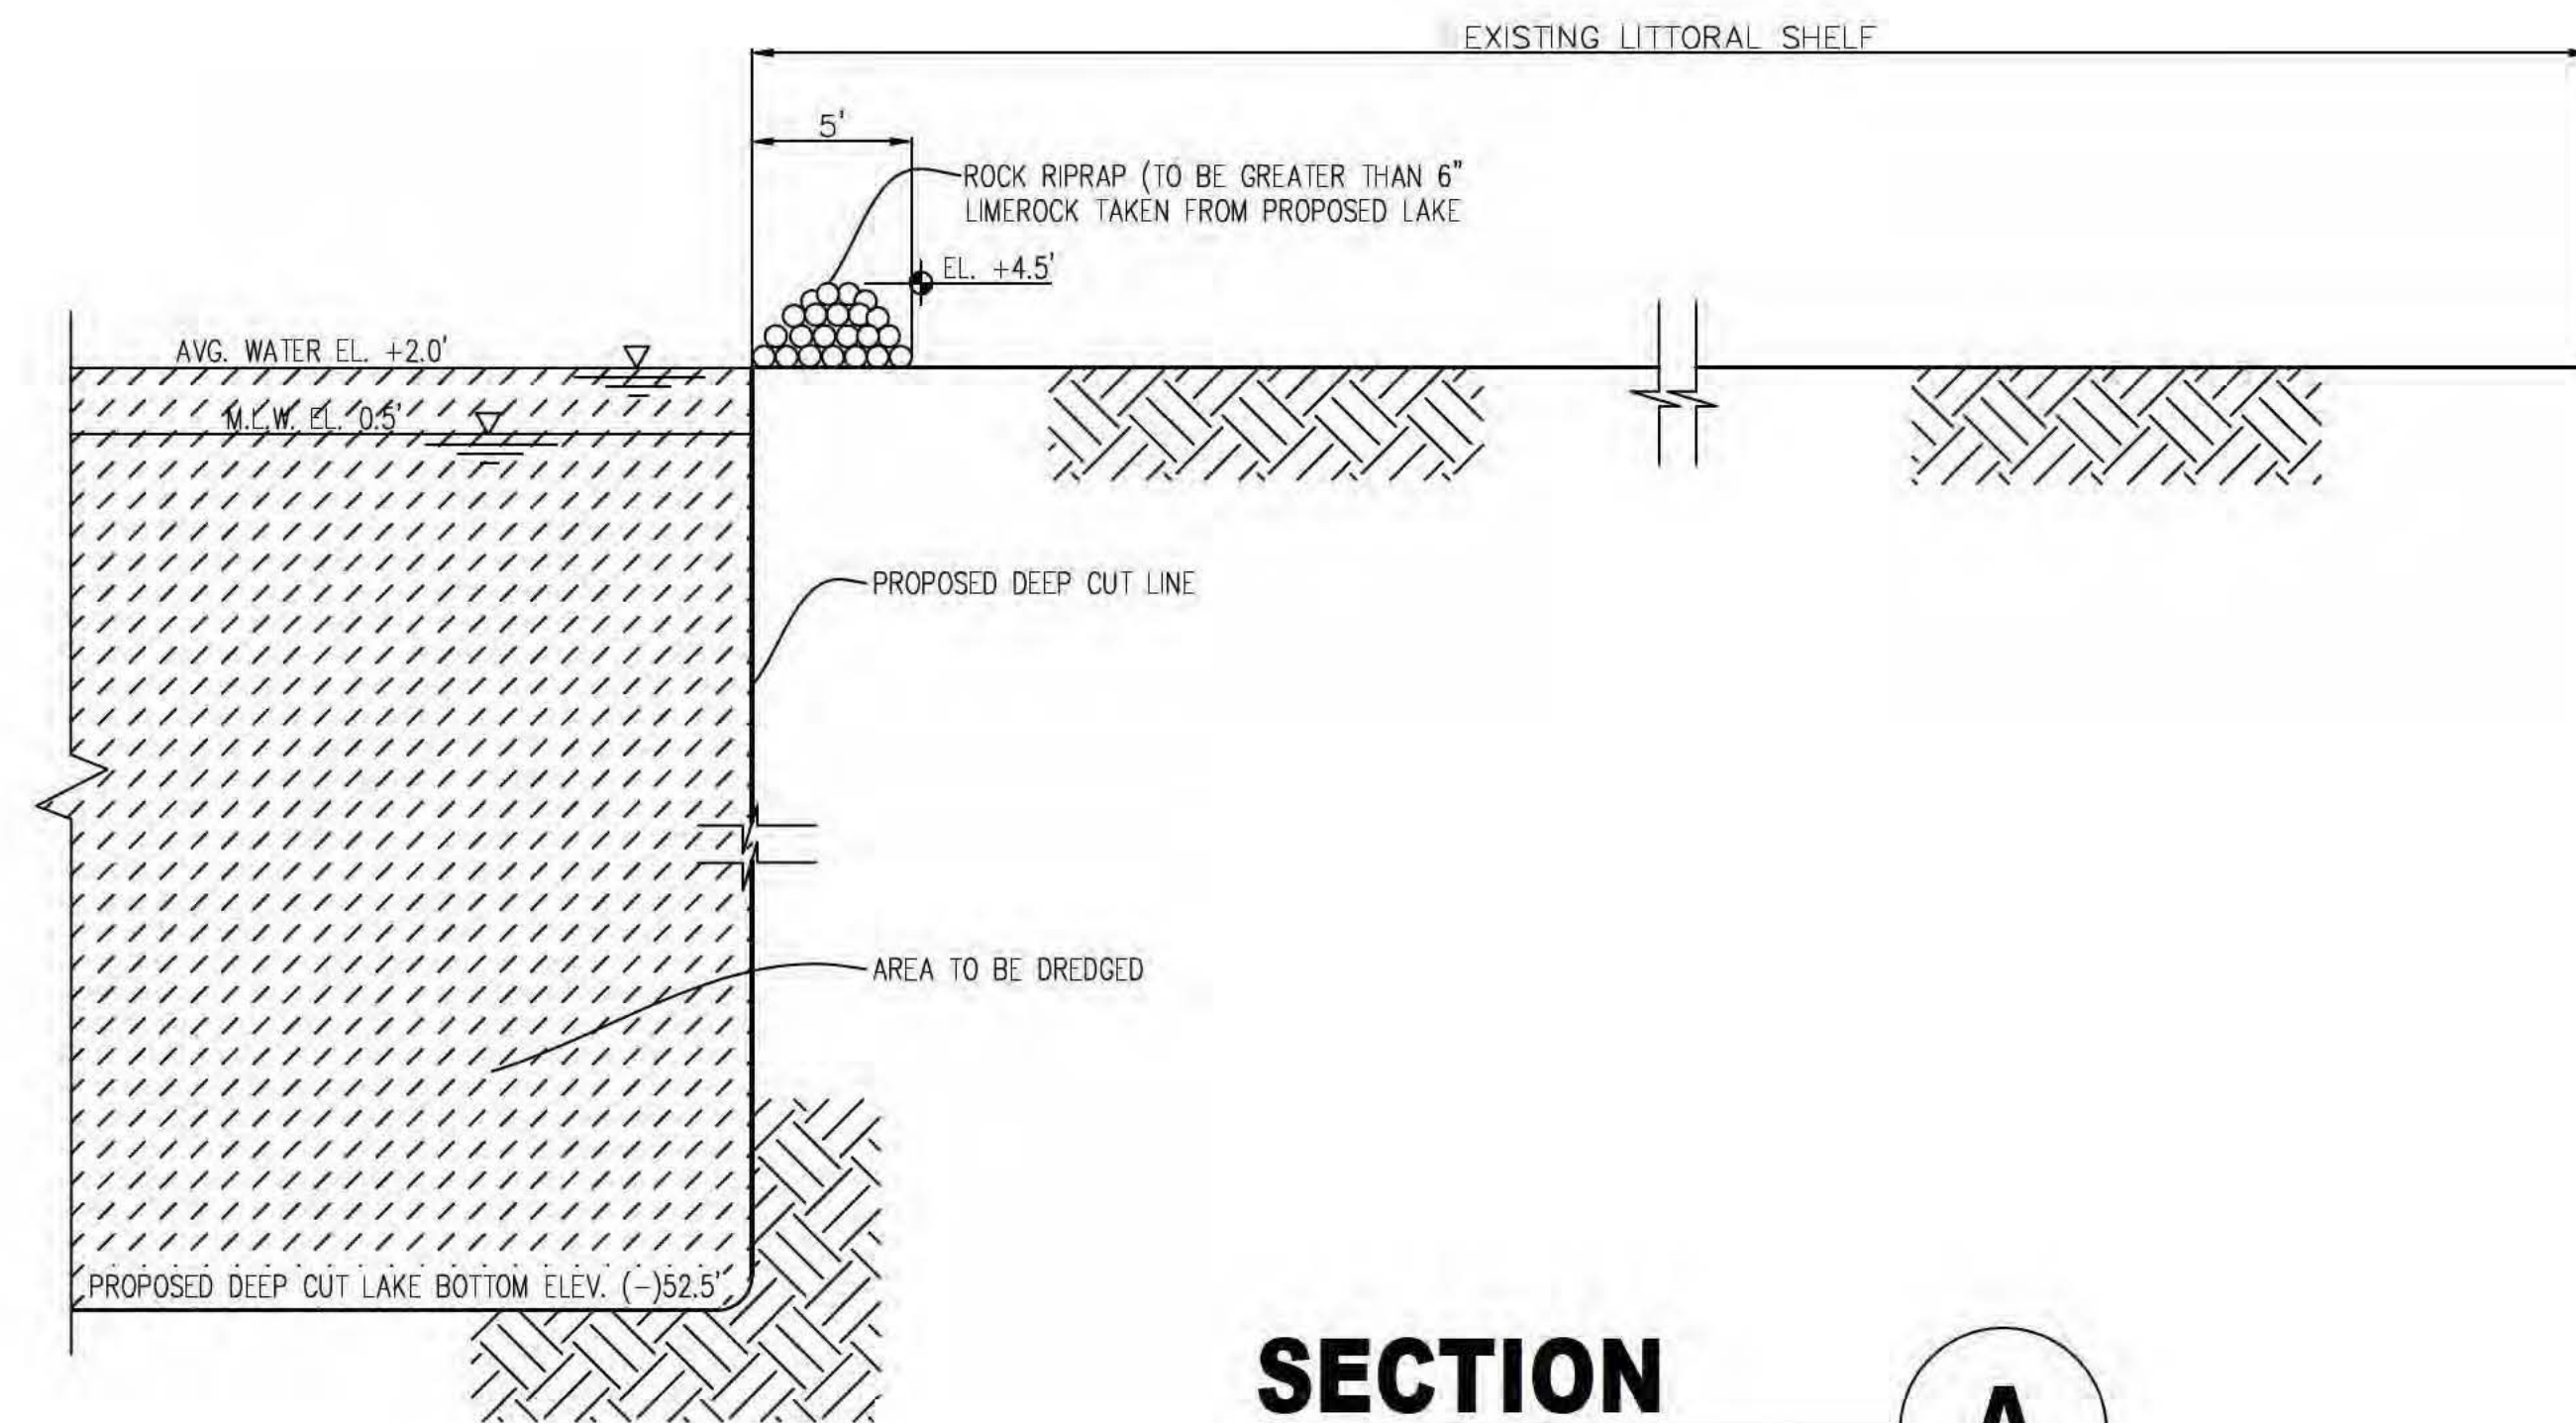 EXISTING LITTORAL SHELF
5'
ROCK RIPRAP (TO BE GREATER THAN 6"
LIMEROCK TAKEN FROM PROPOSED LAKE
EL. +4.5'
AVG. WATER EL. +2.0'
M.L.W. EL. 0.5'
PROPOSED DEEP CUT LINE
AREA TO BE DREDGED
PROPOSED DEEP CUT LAKE BOTTOM ELEV. (-)52.5'
SECTION
A